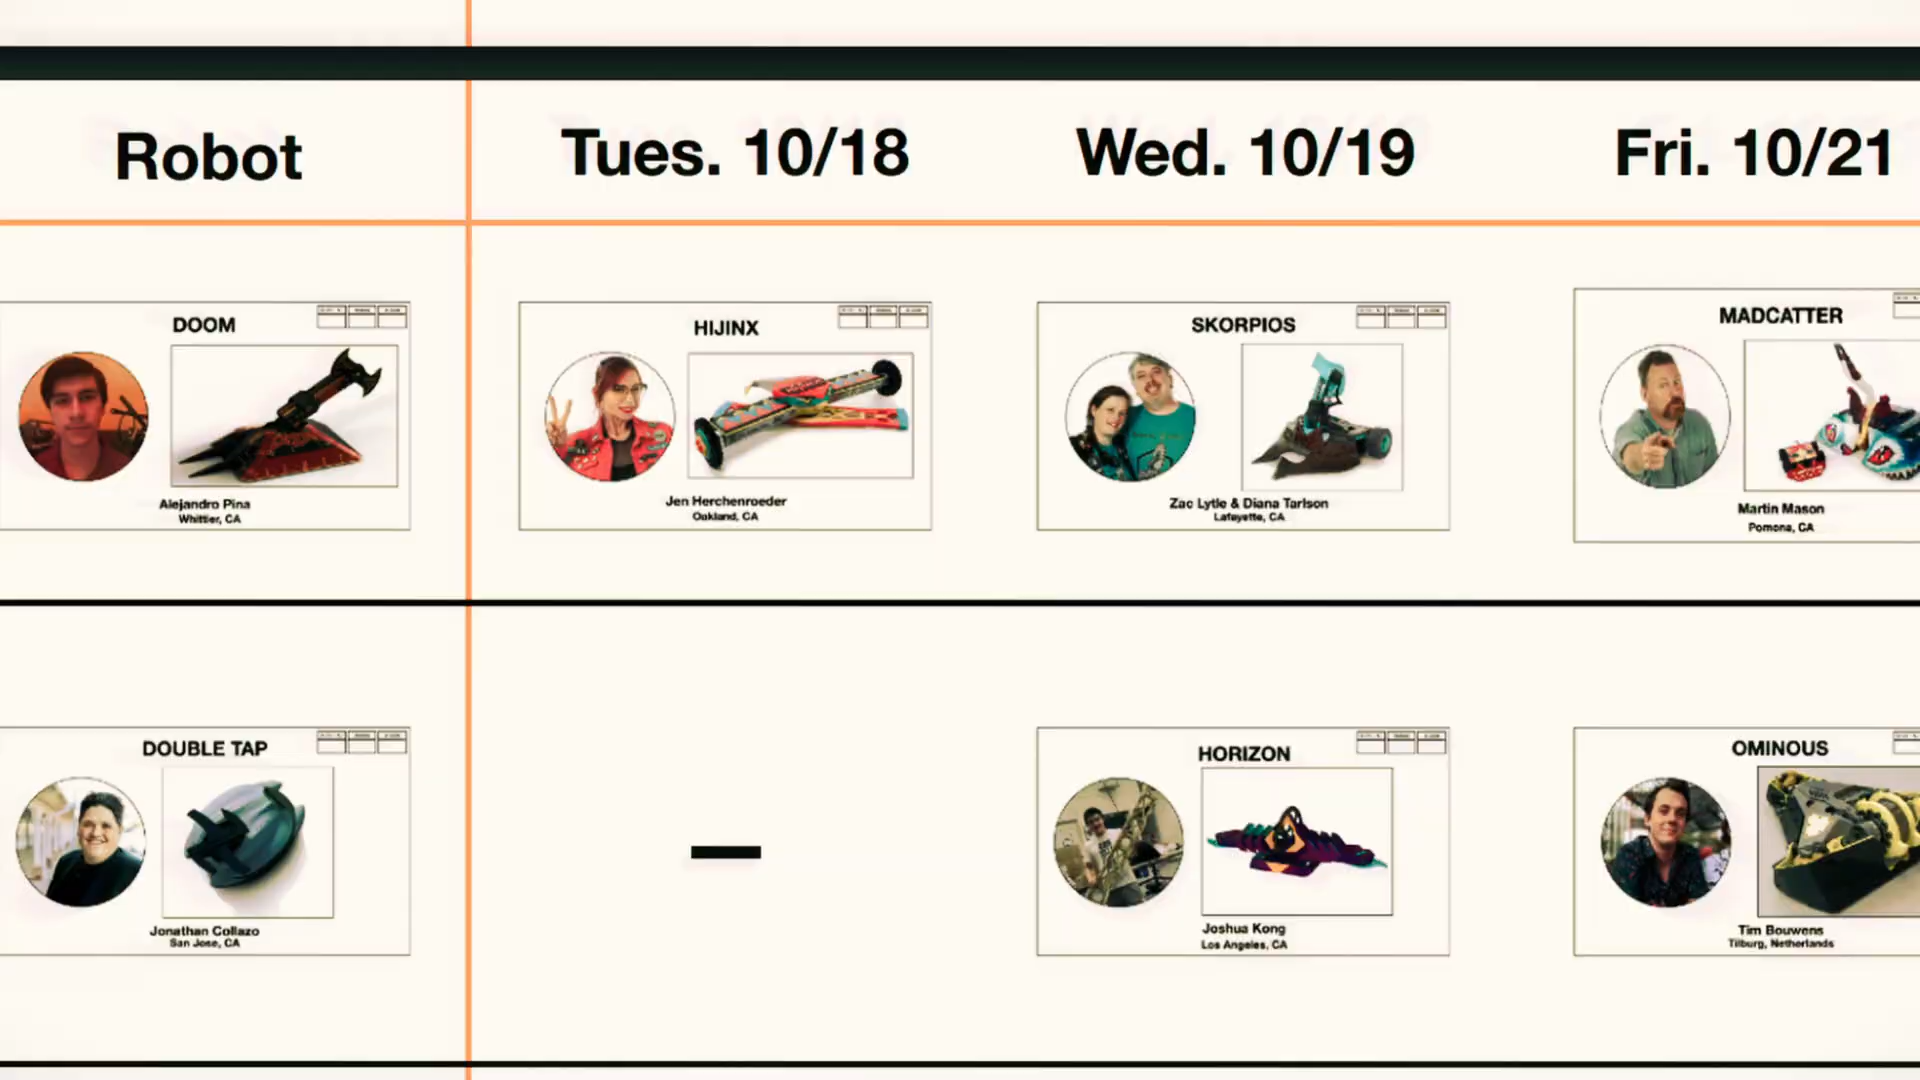 Robot
Tues. 10/18
Wed. 10/19
Fri. 10/21
DOOM
Alejandro Pina
Whittier, CA
HIJINX
Jen Herchenroeder
Oakland, CA
SKORPIOS
Zac Lytle & Diana Tarlson
Lafayette, CA
MADCATTER
Martin Mason
Pomona, CA
DOUBLE TAP
Jonathan Collazo
San Jose, CA
–
HORIZON
Joshua Kong
Los Angeles, CA
OMINOUS
Tim Bouwens
Tilburg, Netherlands